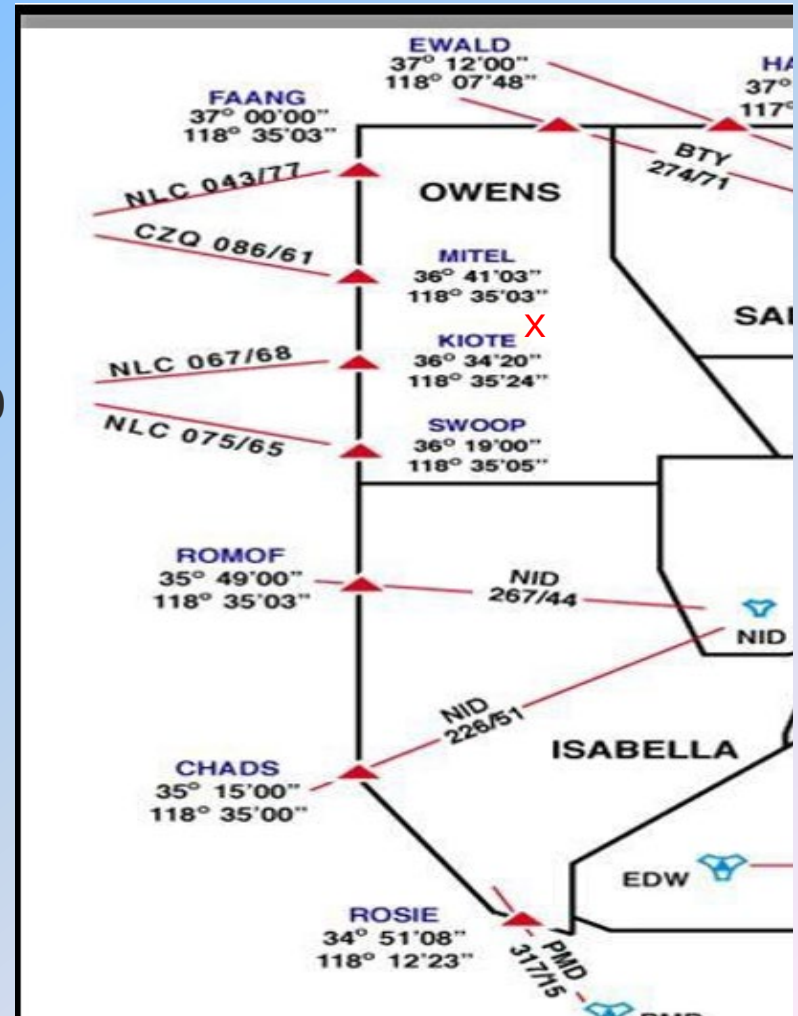 EWALD
37° 12'00"
118° 07'48"
HA
37°
117°
FAANG
37° 00'00"
118° 35'03"
NLC 043/77
BTY
274/71
OWENS
CZQ 086/61
MITEL
36° 41'03"
118° 35'03"
X
SAL
KIOTE
36° 34'20"
118° 35'24"
NLC 067/68
NLC 075/65
SWOOP
36° 19'00"
118° 35'05"
ROMOF
35° 49'00"
118° 35'03"
NID
267/44
NID
NID
226/51
ISABELLA
CHADS
35° 15'00"
118° 35'00"
EDW
ROSIE
34° 51'08"
118° 12'23"
PMD
317/15